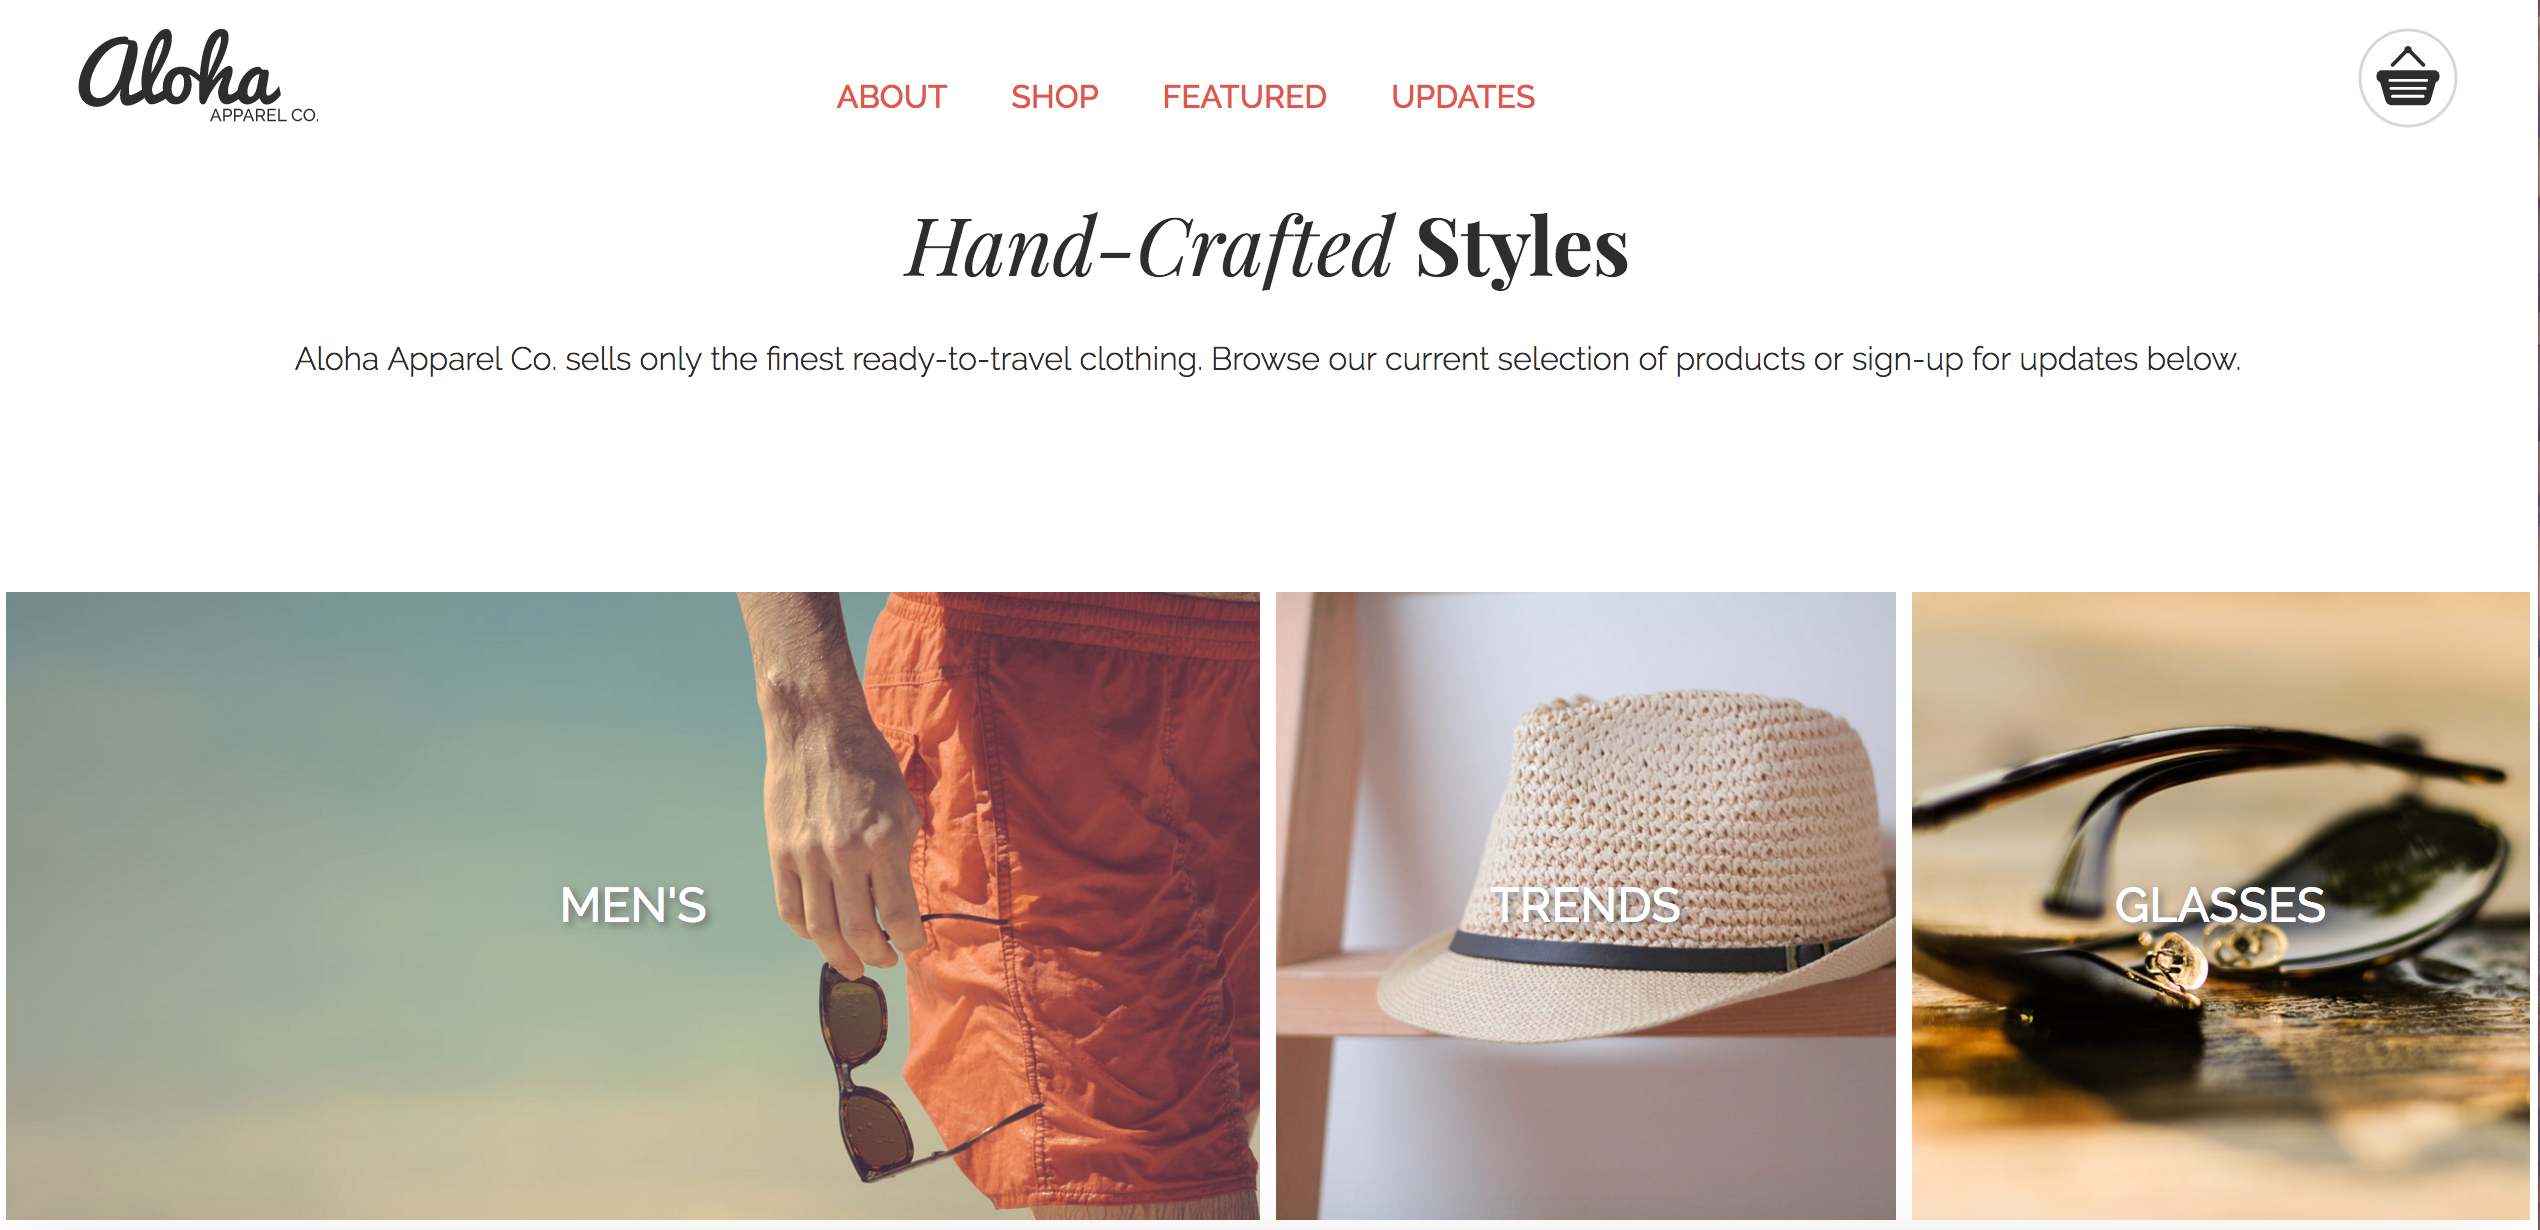 Aloha
APPAREL CO.
ABOUT SHOP FEATURED UPDATES
Hand-Crafted Styles
Aloha Apparel Co. sells only the finest ready-to-travel clothing. Browse our current selection of products or sign-up for updates below.
MEN'S
TRENDS
GLASSES